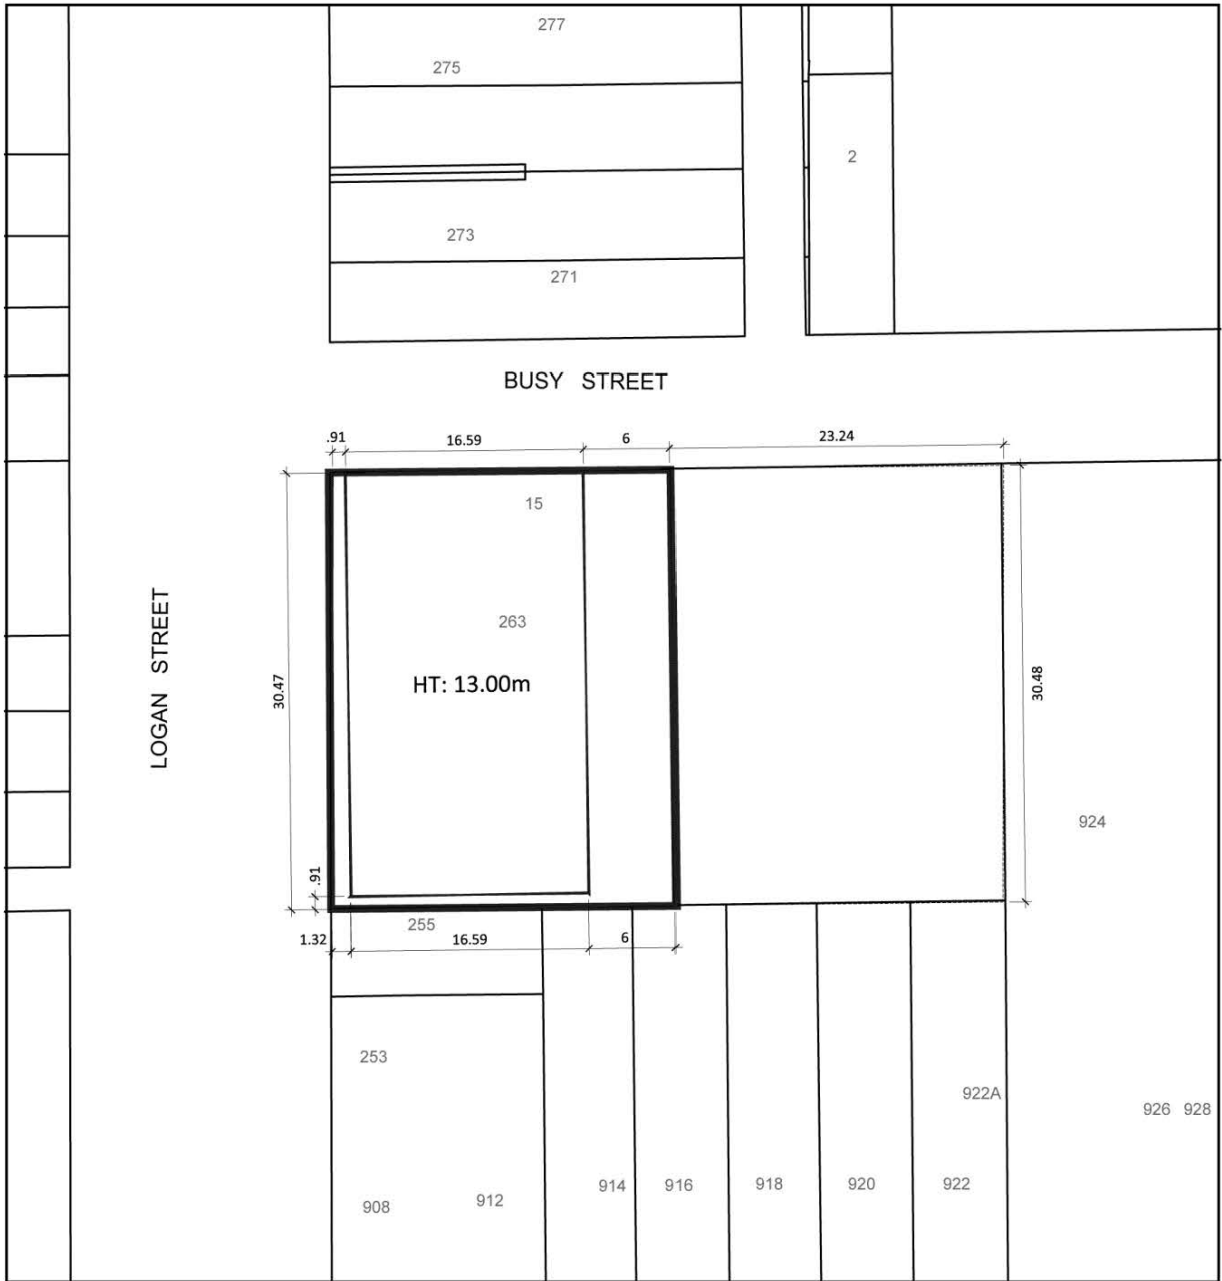 277
275
2
273
271
BUSY STREET
.91 16.59 6 23.24
15
263
HT: 13.00m
LOGAN STREET
30.47
30.48
924
.91
255
1.32 16.59 6
253
922A
926 928
908 912 914 916 918 920 922